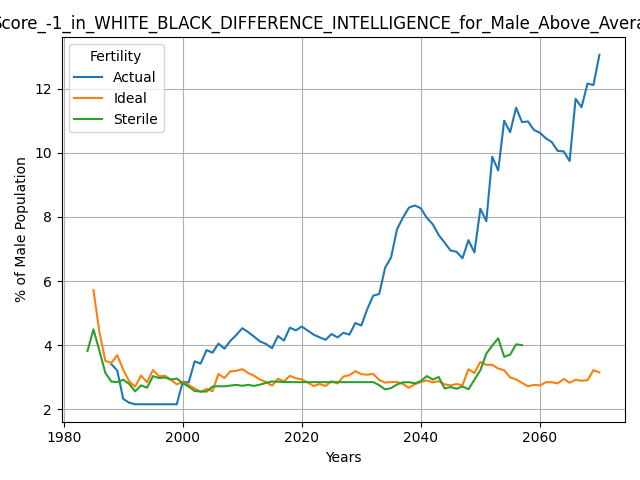 Score_-1_in_WHITE_BLACK_DIFFERENCE_INTELLIGENCE_for_Male_Above_Avera
Fertility
Actual
Ideal
Sterile
% of Male Population
12
10
8
6
4
2
1980 2000 2020 2040 2060
Years